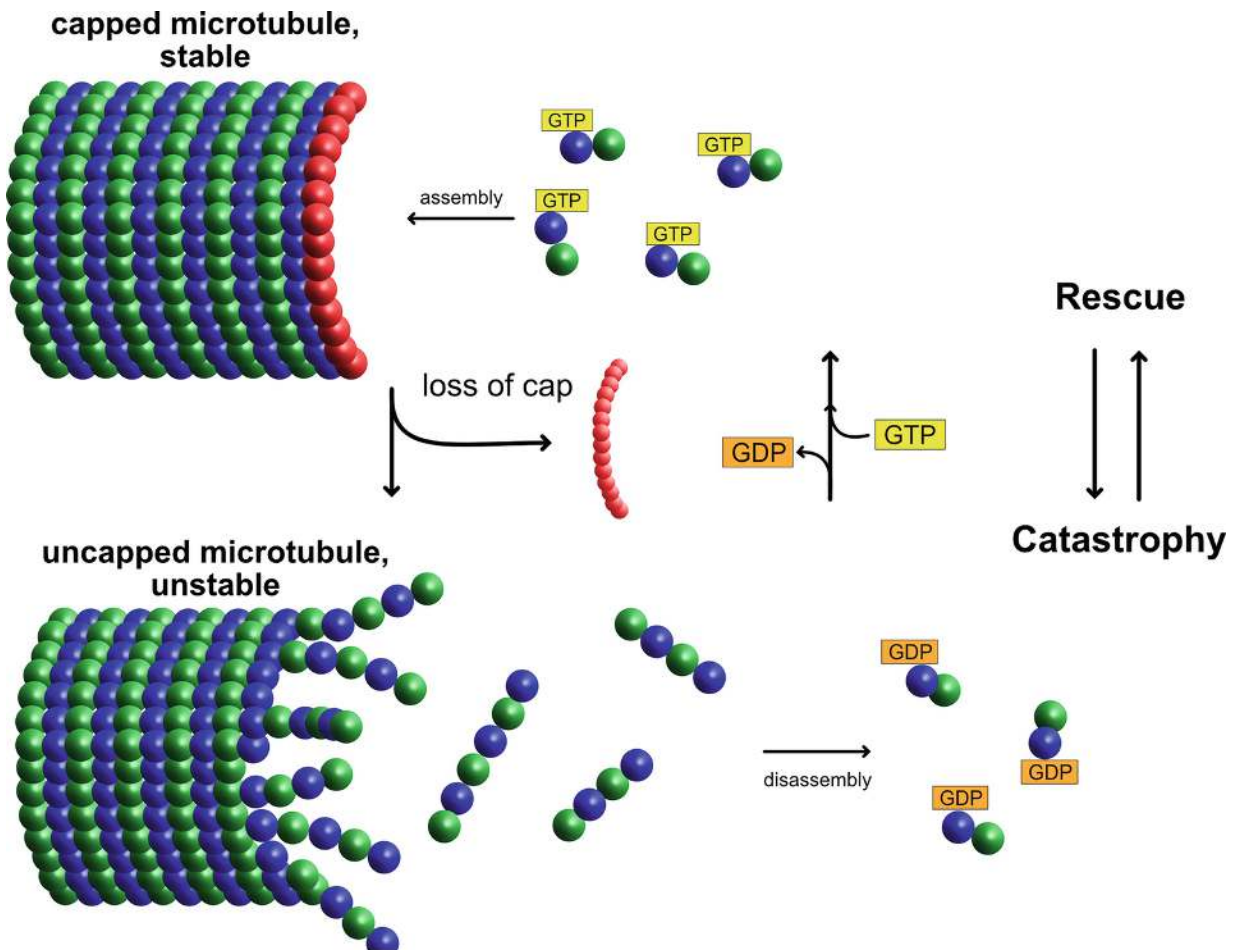 capped microtubule,
stable
GTP
GTP
GTP
GTP
assembly
Rescue
loss of cap
GTP
GDP
Catastrophy
uncapped microtubule,
unstable
GDP
GDP
GDP
disassembly